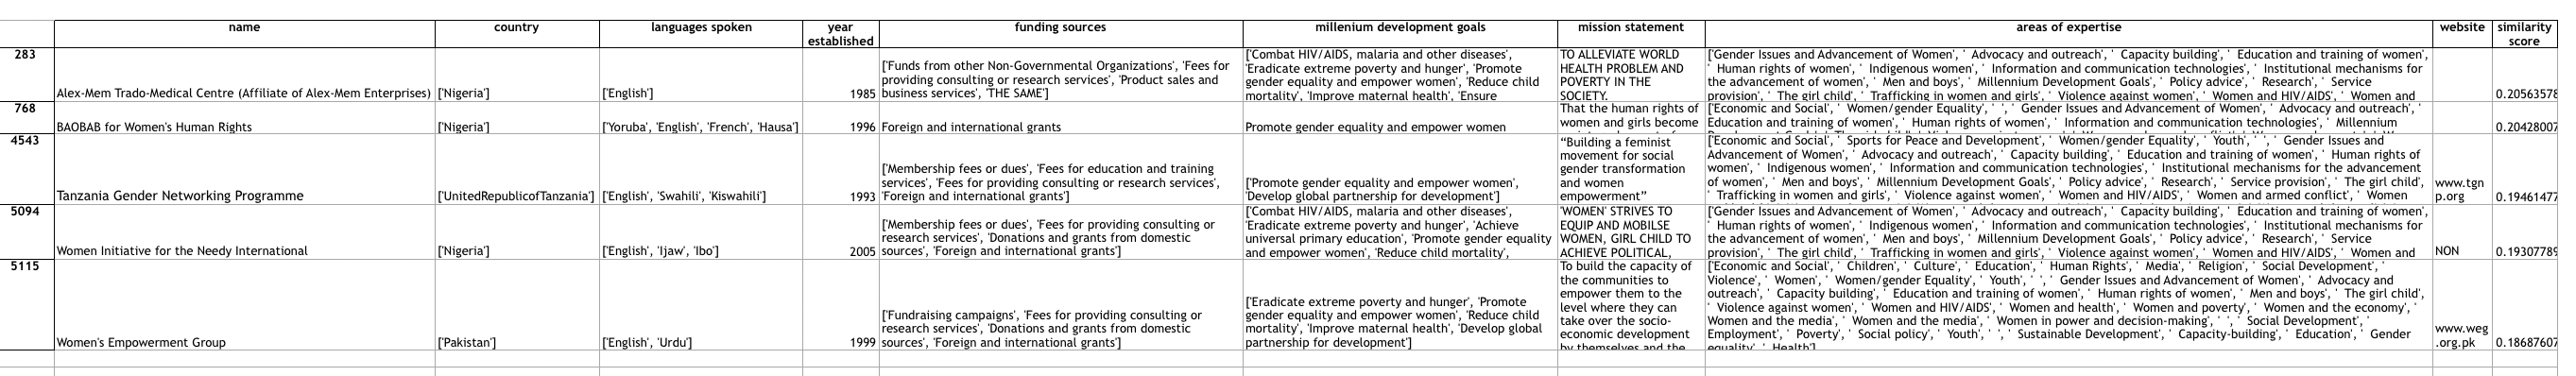 name country languages spoken year established funding sources millenium development goals mission statement areas of expertise website similarity score
283
Alex-Mem Trado-Medical Centre (Affiliate of Alex-Mem Enterprises)
['Nigeria']
['English']
1985
['Funds from other Non-Governmental Organizations', 'Fees for
providing consulting or research services', 'Product sales and
business services', 'THE SAME']
['Combat HIV/AIDS, malaria and other diseases',
'Eradicate extreme poverty and hunger', 'Promote
gender equality and empower women', 'Reduce child
mortality', 'Improve maternal health', 'Ensure
TO ALLEVIATE WORLD
HEALTH PROBLEM AND
POVERTY IN THE
SOCIETY.
['Gender Issues and Advancement of Women', ' Advocacy and outreach', ' Capacity building', ' Education and training of women',
' Human rights of women', ' Indigenous women', ' Information and communication technologies', ' Institutional mechanisms for
the advancement of women', ' Men and boys', ' Millennium Development Goals', ' Policy advice', ' Research', ' Service
provision', ' The girl child', ' Trafficking in women and girls', ' Violence against women', ' Women and HIV/AIDS', ' Women and
0.20563578
768
BAOBAB for Women's Human Rights
['Nigeria']
['Yoruba', 'English', 'French', 'Hausa']
1996
Foreign and international grants
Promote gender equality and empower women
That the human rights of
women and girls become
['Economic and Social', ' Women/gender Equality', ' ', ' Gender Issues and Advancement of Women', ' Advocacy and outreach', '
Education and training of women', ' Human rights of women', ' Information and communication technologies', ' Millennium
0.20428007
4543
Tanzania Gender Networking Programme
['UnitedRepublicofTanzania']
['English', 'Swahili', 'Kiswahili']
1993
['Membership fees or dues', 'Fees for education and training
services', 'Fees for providing consulting or research services',
'Foreign and international grants']
['Promote gender equality and empower women',
'Develop global partnership for development']
“Building a feminist
movement for social
gender transformation
and women
empowerment”
['Economic and Social', ' Sports for Peace and Development', ' Women/gender Equality', ' Youth', ' ', ' Gender Issues and
Advancement of Women', ' Advocacy and outreach', ' Capacity building', ' Education and training of women', ' Human rights of
women', ' Indigenous women', ' Information and communication technologies', ' Institutional mechanisms for the advancement
of women', ' Men and boys', ' Millennium Development Goals', ' Policy advice', ' Research', ' Service provision', ' The girl child',
' Trafficking in women and girls', ' Violence against women', ' Women and HIV/AIDS', ' Women and armed conflict', ' Women
www.tgn
p.org
0.19461477
5094
Women Initiative for the Needy International
['Nigeria']
['English', 'Ijaw', 'Ibo']
2005
['Membership fees or dues', 'Fees for providing consulting or
research services', 'Donations and grants from domestic
sources', 'Foreign and international grants']
['Combat HIV/AIDS, malaria and other diseases',
'Eradicate extreme poverty and hunger', 'Achieve
universal primary education', 'Promote gender equality
and empower women', 'Reduce child mortality',
'WOMEN' STRIVES TO
EQUIP AND MOBILSE
WOMEN, GIRL CHILD TO
ACHIEVE POLITICAL,
['Gender Issues and Advancement of Women', ' Advocacy and outreach', ' Capacity building', ' Education and training of women',
' Human rights of women', ' Indigenous women', ' Information and communication technologies', ' Institutional mechanisms for
the advancement of women', ' Men and boys', ' Millennium Development Goals', ' Policy advice', ' Research', ' Service
provision', ' The girl child', ' Trafficking in women and girls', ' Violence against women', ' Women and HIV/AIDS', ' Women and
NON
0.19307789
5115
Women's Empowerment Group
['Pakistan']
['English', 'Urdu']
1999
['Fundraising campaigns', 'Fees for providing consulting or
research services', 'Donations and grants from domestic
sources', 'Foreign and international grants']
['Eradicate extreme poverty and hunger', 'Promote
gender equality and empower women', 'Reduce child
mortality', 'Improve maternal health', 'Develop global
partnership for development']
To build the capacity of
the communities to
empower them to the
level where they can
take over the socio-
economic development
by themselves and the
['Economic and Social', ' Children', ' Culture', ' Education', ' Human Rights', ' Media', ' Religion', ' Social Development', '
Violence', ' Women', ' Women/gender Equality', ' Youth', ' ', ' Gender Issues and Advancement of Women', ' Advocacy and
outreach', ' Capacity building', ' Education and training of women', ' Human rights of women', ' Men and boys', ' The girl child',
' Violence against women', ' Women and HIV/AIDS', ' Women and health', ' Women and poverty', ' Women and the economy', '
Women and the media', ' Women and the media', ' Women in power and decision-making', ' ', ' Social Development', '
Employment', ' Poverty', ' Social policy', ' Youth', ' ', ' Sustainable Development', ' Capacity-building', ' Education', ' Gender
equality', ' Health']
www.weg
.org.pk
0.18687607